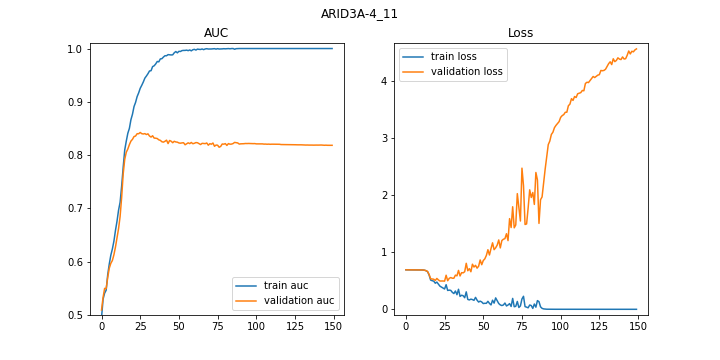 ARID3A-4_11
AUC
1.0
0.9
0.8
0.7
0.6
0.5
0 25 50 75 100 125 150
train auc
validation auc
Loss
4
3
2
1
0
0 25 50 75 100 125 150
train loss
validation loss